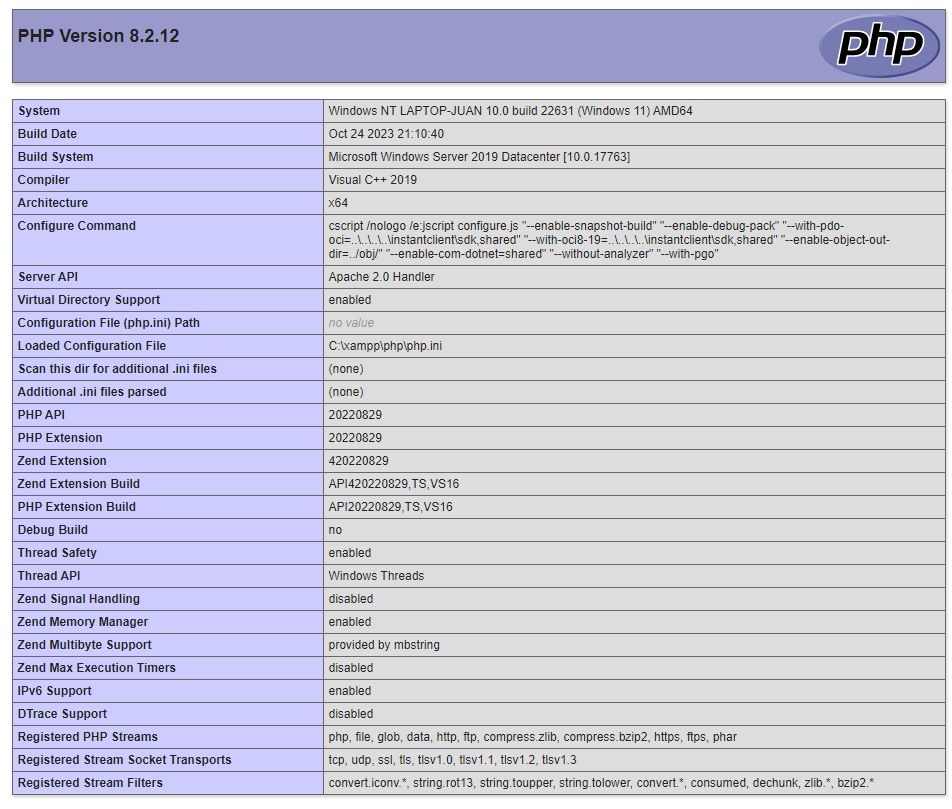 PHP Version 8.2.12
php
System Windows NT LAPTOP-JUAN 10.0 build 22631 (Windows 11) AMD64
Build Date Oct 24 2023 21:10:40
Build System Microsoft Windows Server 2019 Datacenter [10.0.17763]
Compiler Visual C++ 2019
Architecture x64
Configure Command cscript /nologo /e:jscript configure.js "--enable-snapshot-build" "--enable-debug-pack" "--with-pdo-
oci=..\..\..\..\instantclient\sdk,shared" "--with-oci8-19=..\..\..\..\instantclient\sdk,shared" "--enable-object-out-
dir=../obj/" "--enable-com-dotnet=shared" "--without-analyzer" "--with-pgo"
Server API Apache 2.0 Handler
Virtual Directory Support enabled
Configuration File (php.ini) Path no value
Loaded Configuration File C:\xampp\php\php.ini
Scan this dir for additional .ini files (none)
Additional .ini files parsed (none)
PHP API 20220829
PHP Extension 20220829
Zend Extension 420220829
Zend Extension Build API420220829,TS,VS16
PHP Extension Build API20220829,TS,VS16
Debug Build no
Thread Safety enabled
Thread API Windows Threads
Zend Signal Handling disabled
Zend Memory Manager enabled
Zend Multibyte Support provided by mbstring
Zend Max Execution Timers disabled
IPv6 Support enabled
DTrace Support disabled
Registered PHP Streams php, file, glob, data, http, ftp, compress.zlib, compress.bzip2, https, ftps, phar
Registered Stream Socket Transports tcp, udp, ssl, tls, tlsv1.0, tlsv1.1, tlsv1.2, tlsv1.3
Registered Stream Filters convert.iconv.*, string.rot13, string.toupper, string.tolower, convert.*, consumed, dechunk, zlib.*, bzip2.*